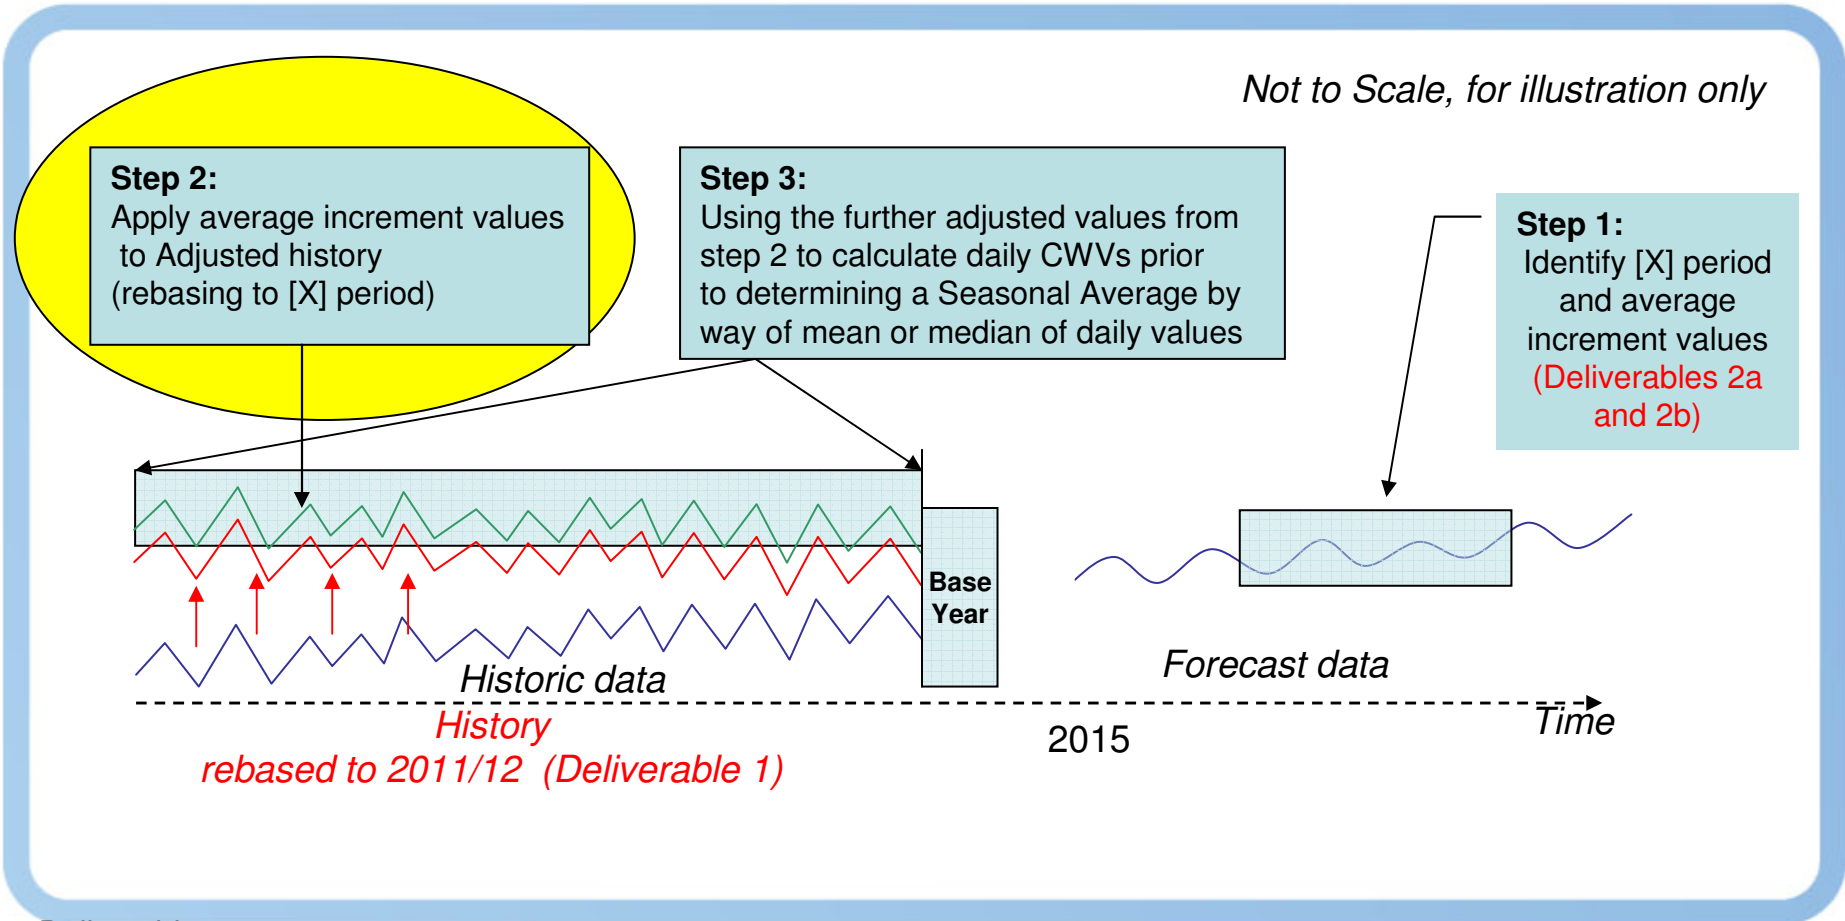 Not to Scale, for illustration only
Step 2:
Apply average increment values
to Adjusted history
(rebasing to [X] period)
Step 3:
Using the further adjusted values from
step 2 to calculate daily CWVs prior
to determining a Seasonal Average by
way of mean or median of daily values
Step 1:
Identify [X] period
and average
increment values
(Deliverables 2a
and 2b)
Base
Year
Historic data
Forecast data
History
rebased to 2011/12 (Deliverable 1)
2015
Time